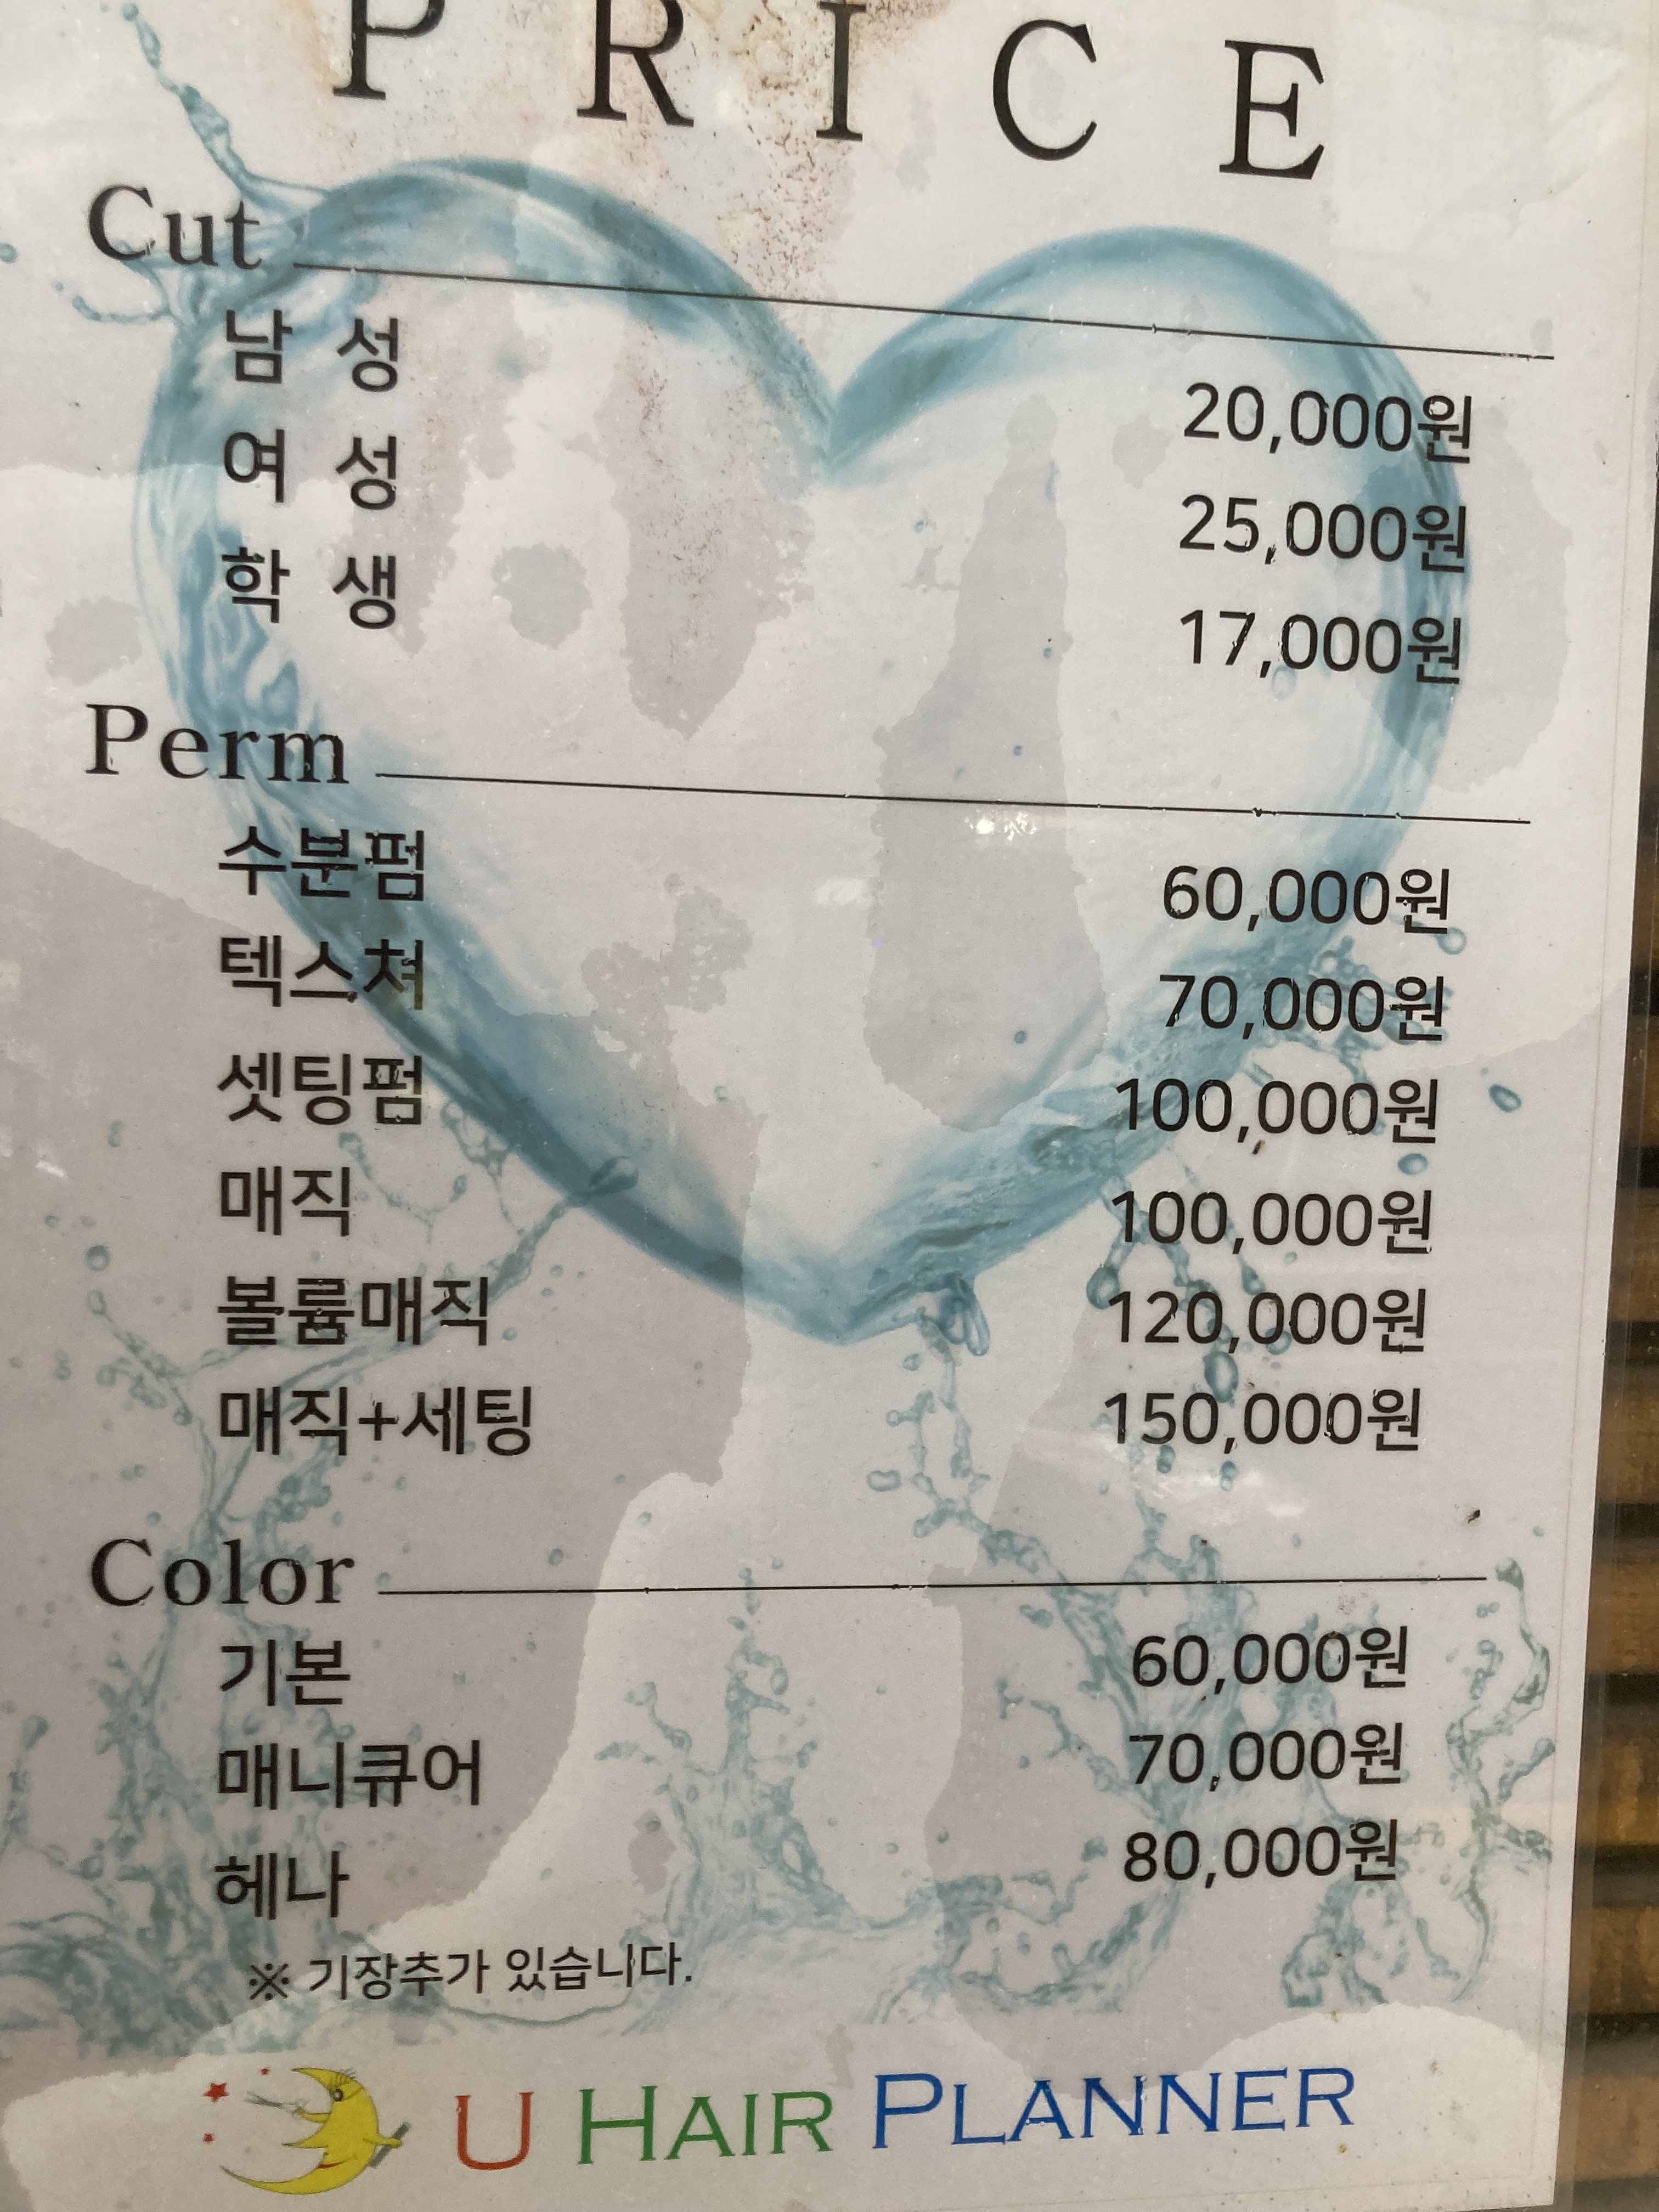 PRICE
Cut
남 성 20,000원
여 성 25,000원
학 생 17,000원
Perm
수분펌 60,000원
텍스쳐 70,000원
셋팅펌 100,000원
매직 100,000원
볼륨매직 120,000원
매직+세팅 150,000원
Color
기본 60,000원
매니큐어 70,000원
헤나 80,000원
※ 기장추가 있습니다.
U HAIR PLANNER